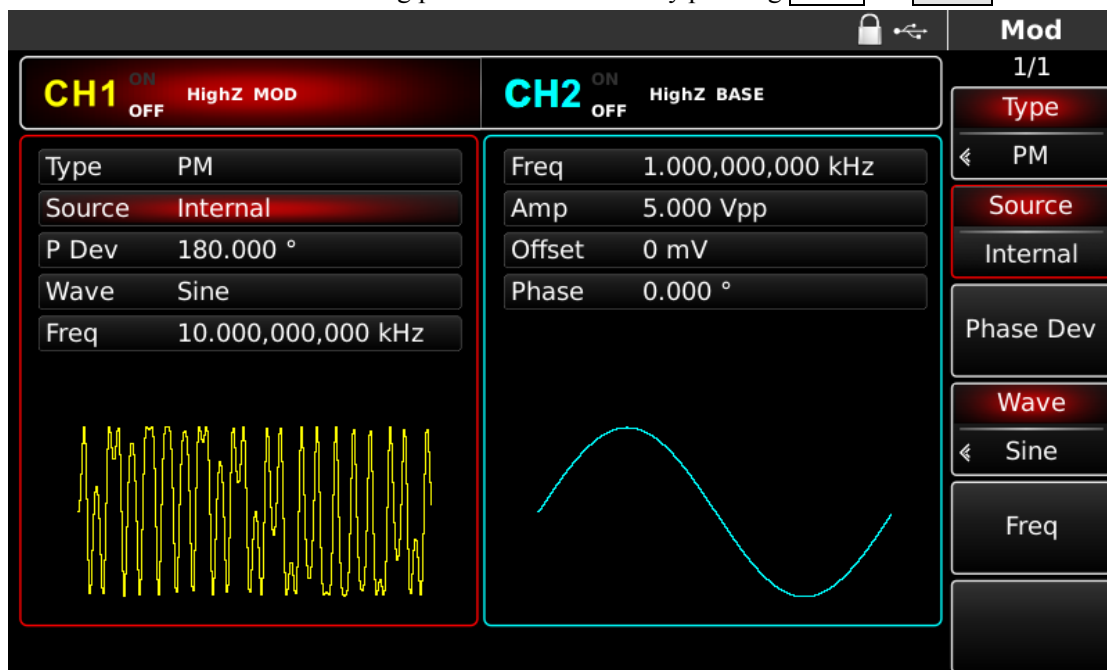 Mod
1/1
CH1 ON OFF HighZ MOD
CH2 ON OFF HighZ BASE
Type PM
Source Internal
P Dev 180.000 °
Wave Sine
Freq 10.000,000,000 kHz
Freq 1.000,000,000 kHz
Amp 5.000 Vpp
Offset 0 mV
Phase 0.000 °
Type
PM
Source
Internal
Phase Dev
Wave
Sine
Freq